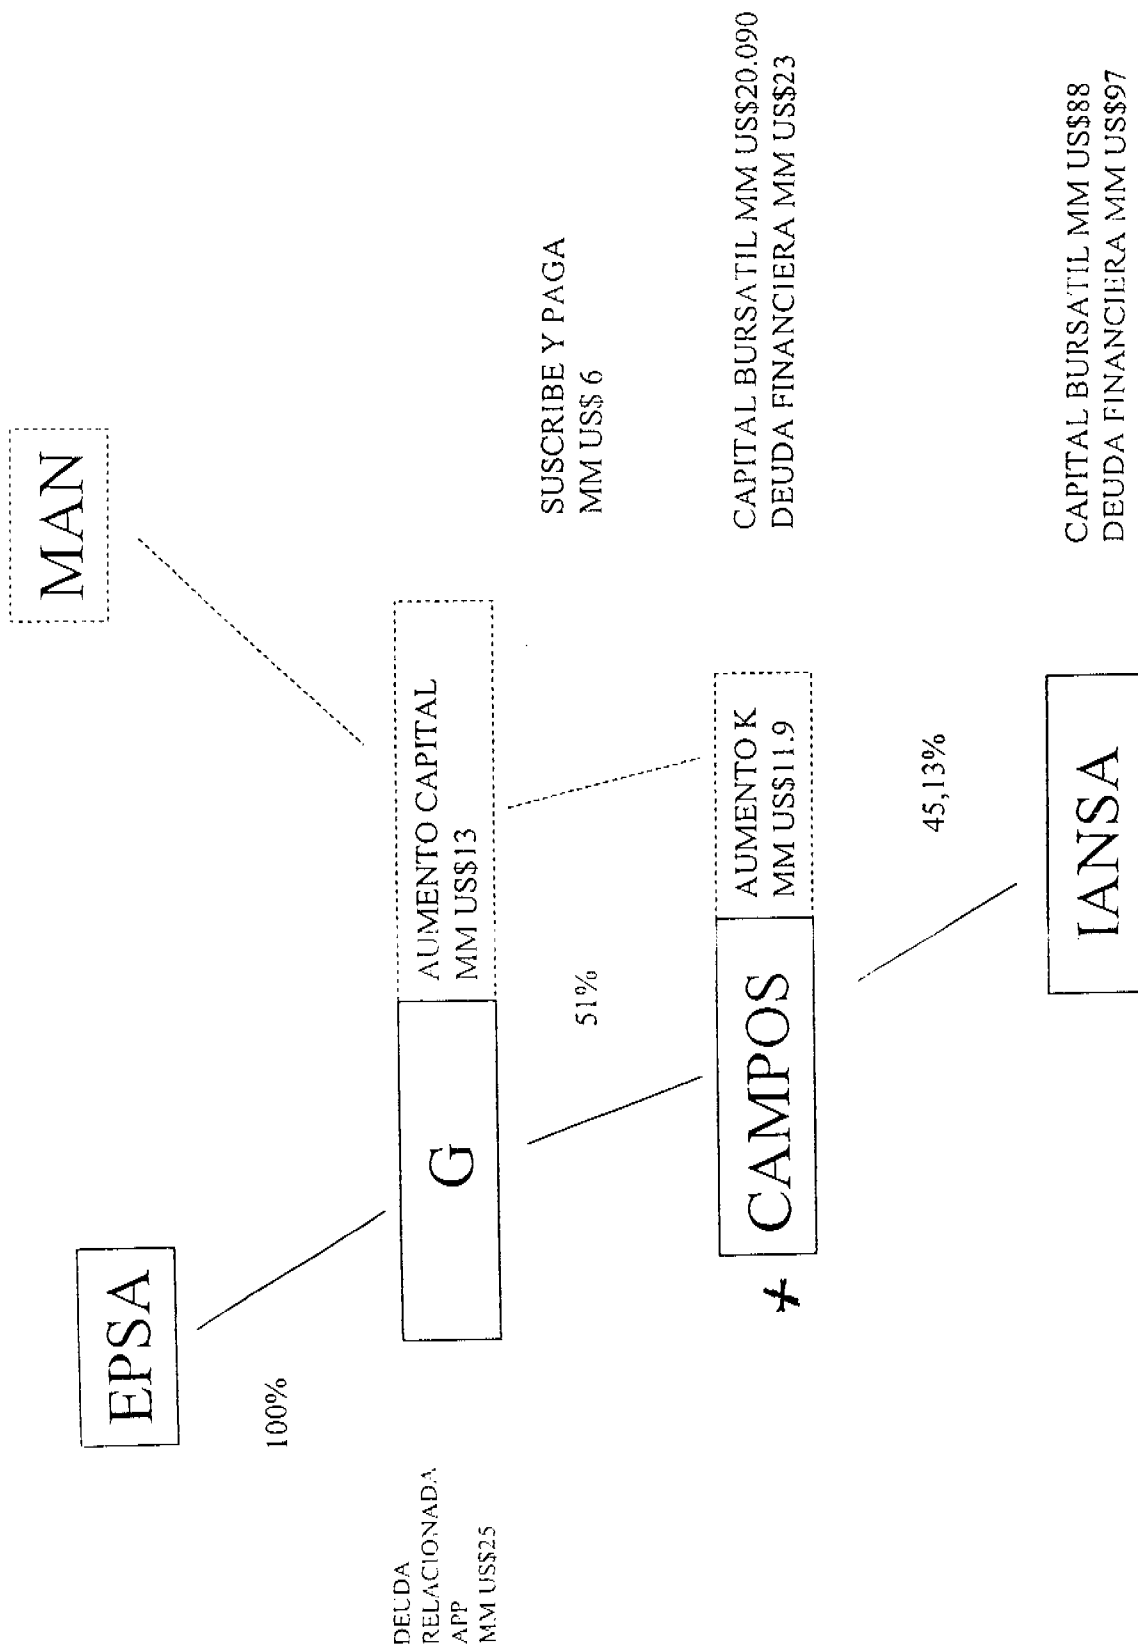 MAN
EPSA
100%
DEUDA
RELACIONADA
APP
MM US$25
G
AUMENTO CAPITAL
MM US$13
51%
SUSCRIBE Y PAGA
MM US$ 6
CAMPOS
AUMENTO K
MM US$11.9
CAPITAL BURSATIL MM US$20.090
DEUDA FINANCIERA MM US$23
45,13%
IANSA
CAPITAL BURSATIL MM US$88
DEUDA FINANCIERA MM US$97